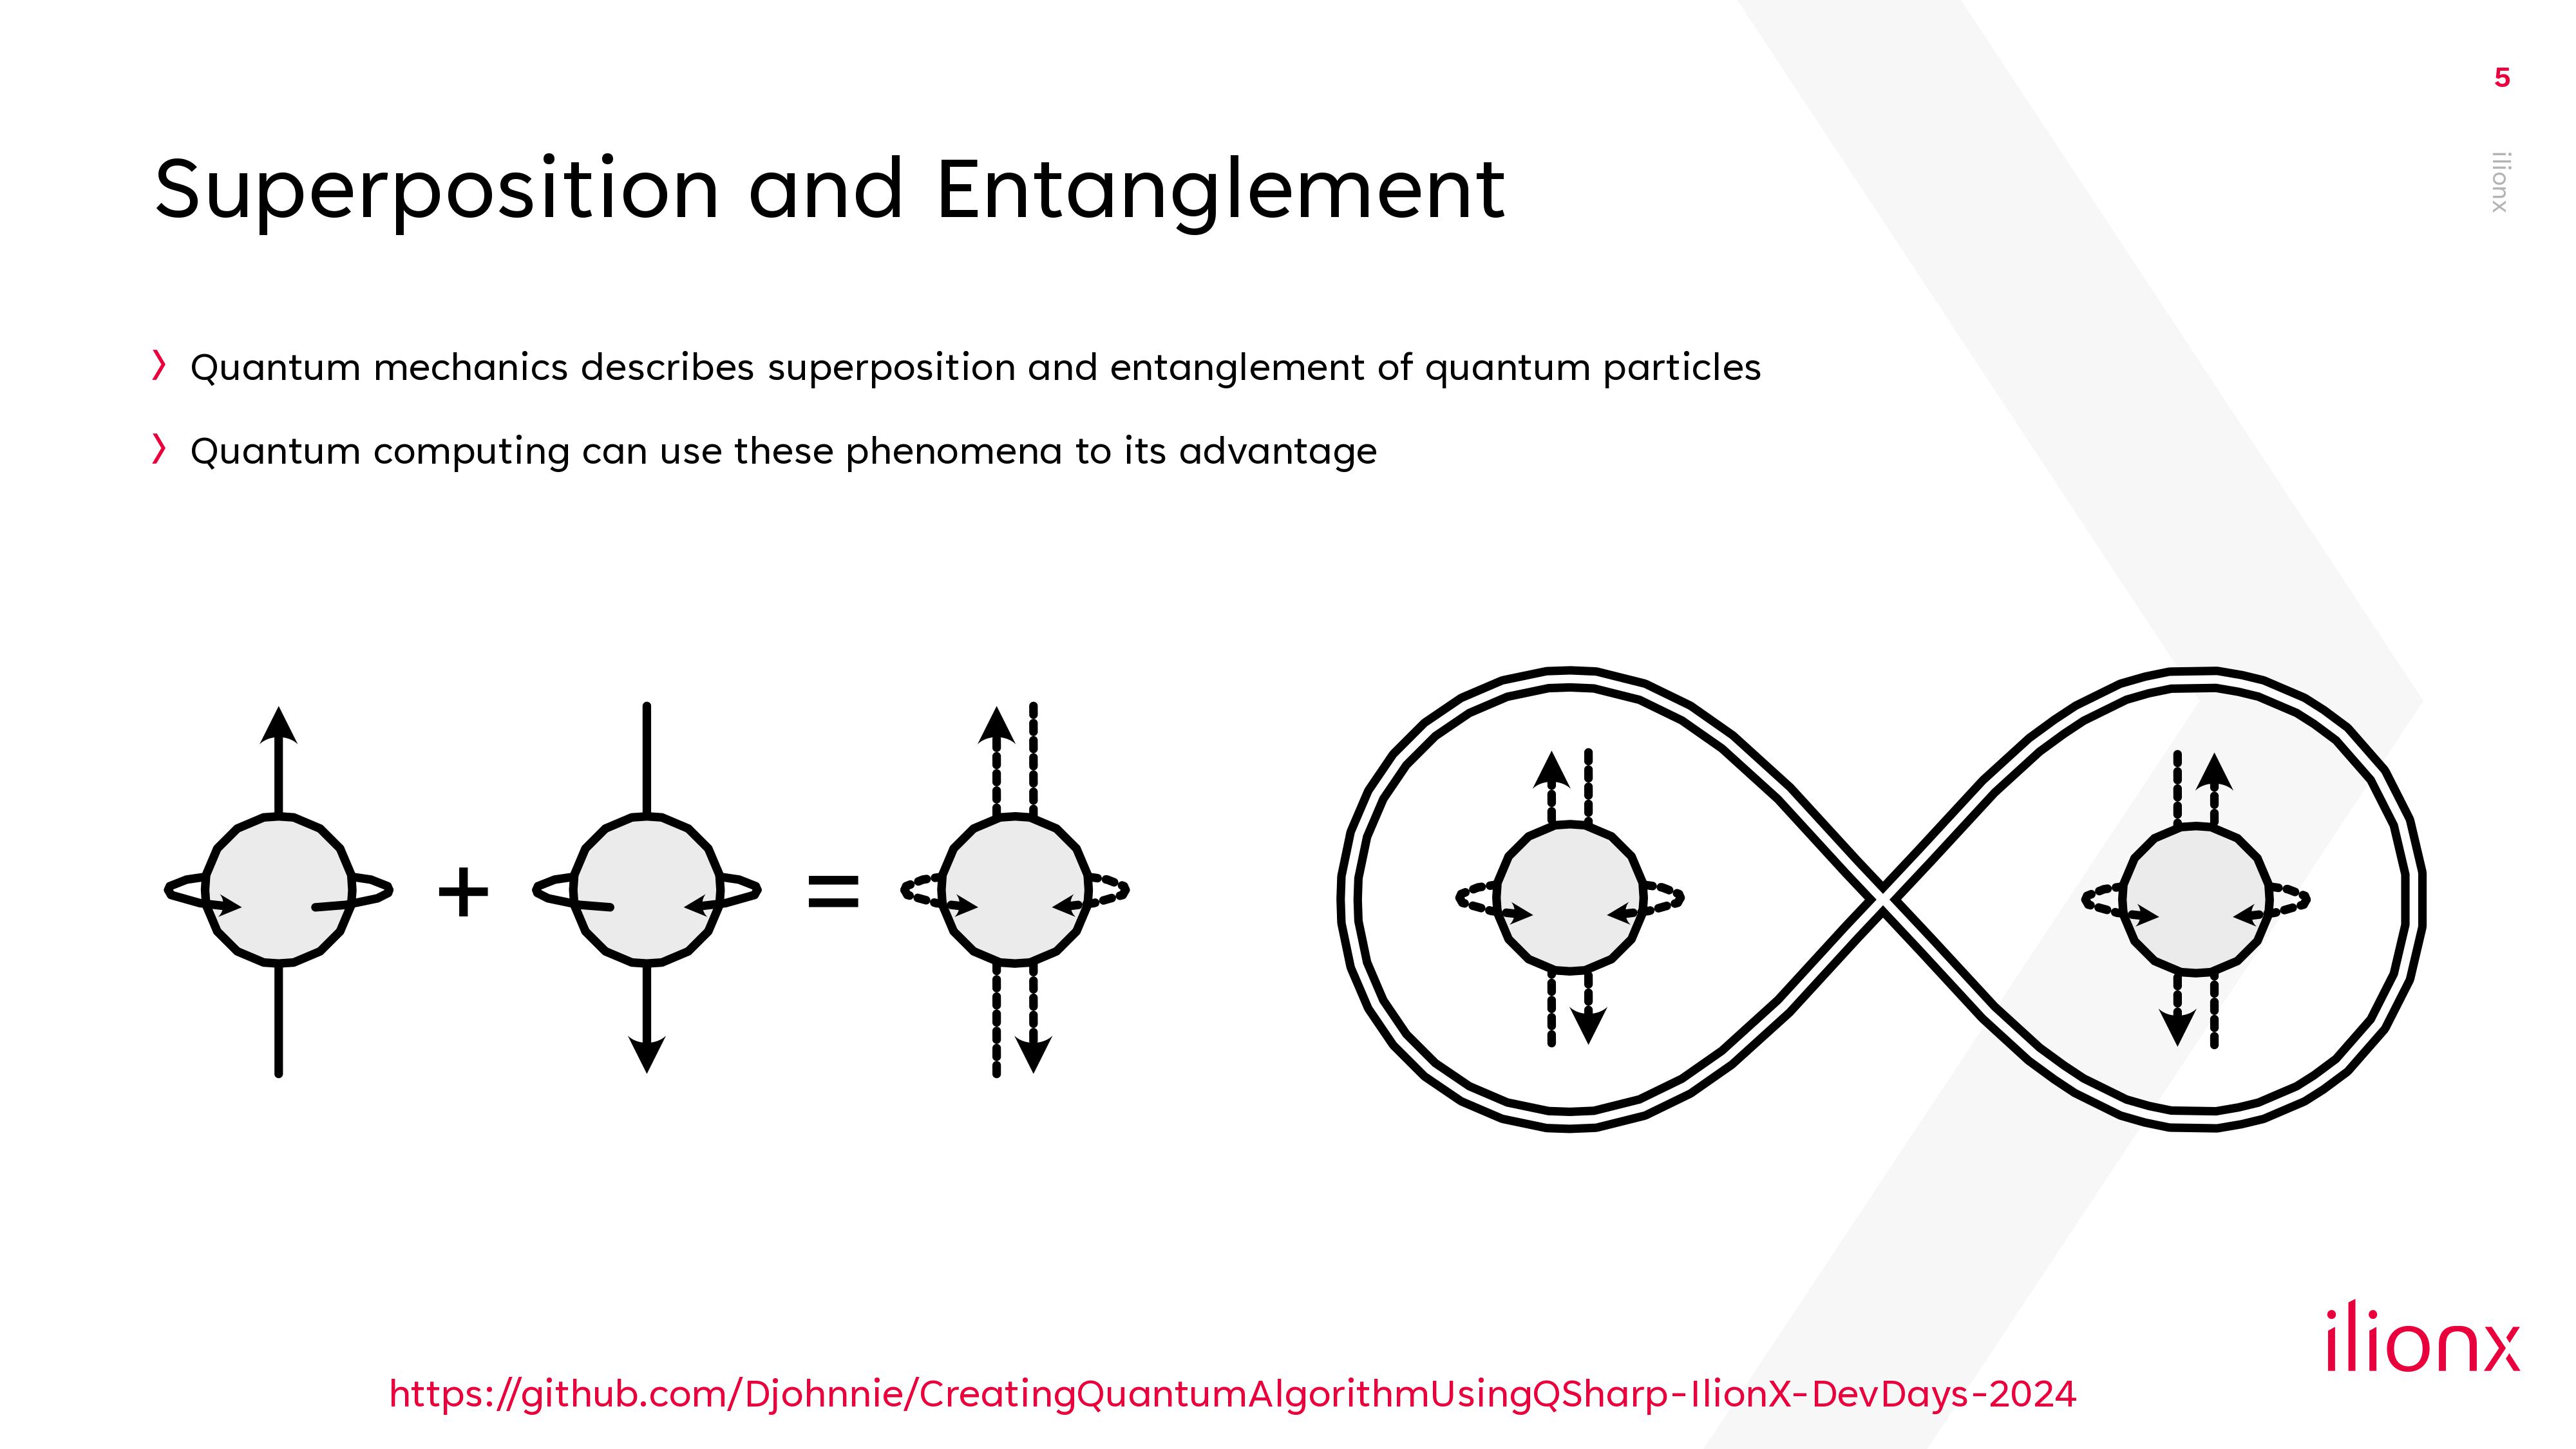 5
ilionx
Superposition and Entanglement
Quantum mechanics describes superposition and entanglement of quantum particles
Quantum computing can use these phenomena to its advantage
+
=
ilionx
https://github.com/Djohnnie/CreatingQuantumAlgorithmUsingQSharp-IlionX-DevDays-2024